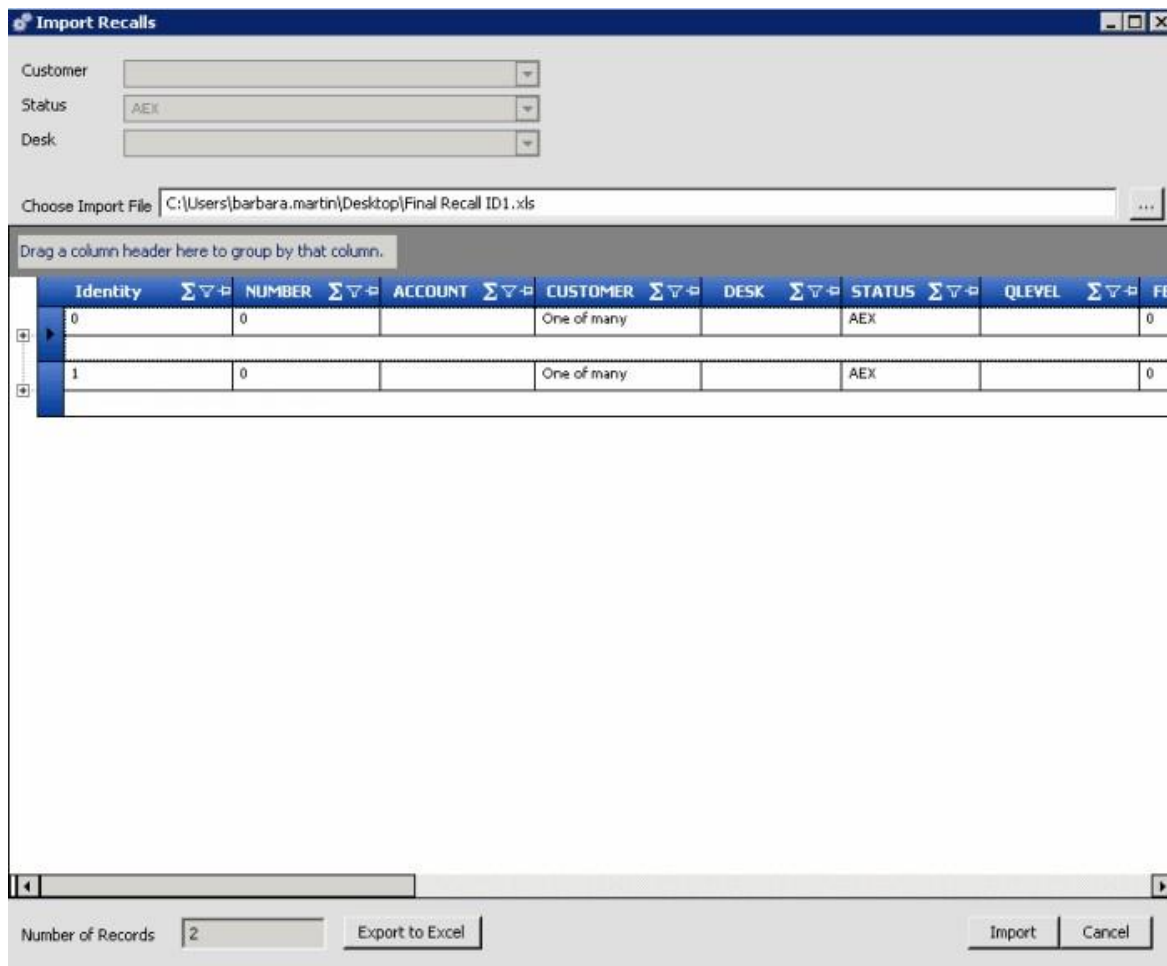 Import Recalls
Customer
Status AEX
Desk
Choose Import File C:\Users\barbara.martin\Desktop\Final Recall ID1.xls ...
Drag a column header here to group by that column.
Identity NUMBER ACCOUNT CUSTOMER DESK STATUS QLEVEL FE
0 0 One of many AEX 0
1 0 One of many AEX 0
Number of Records 2 Export to Excel Import Cancel